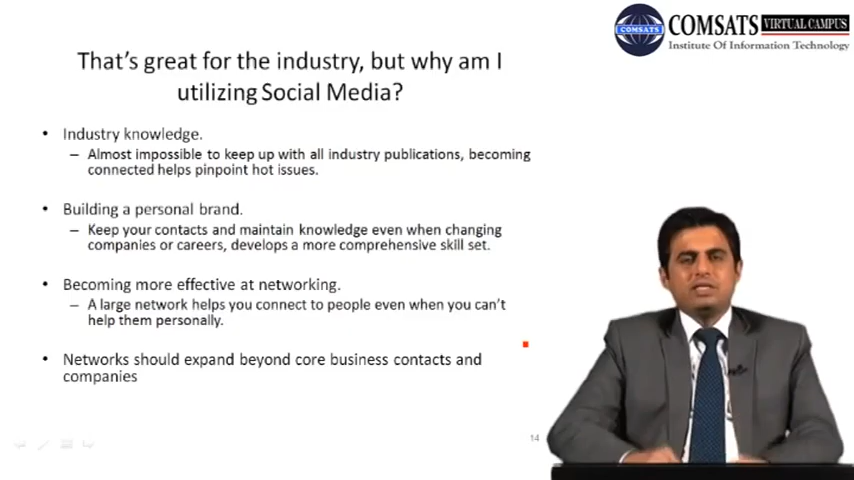 COMSATS
COMSATS VIRTUAL CAMPUS
Institute Of Information Technology
That's great for the industry, but why am I
utilizing Social Media?
• Industry knowledge.
– Almost impossible to keep up with all industry publications, becoming
connected helps pinpoint hot issues.
• Building a personal brand.
– Keep your contacts and maintain knowledge even when changing
companies or careers, develops a more comprehensive skill set.
• Becoming more effective at networking.
– A large network helps you connect to people even when you can't
help them personally.
• Networks should expand beyond core business contacts and
companies
14